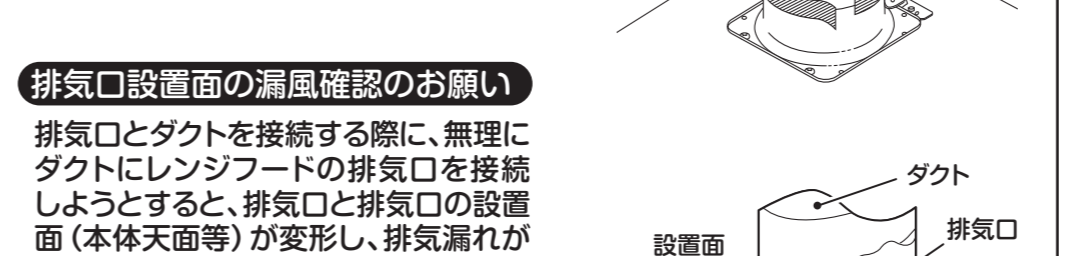 排気口設置面の漏風確認のお願い
排気口とダクトを接続する際に、無理に
ダクトにレンジフードの排気口を接続
しようとすると、排気口と排気口の設置
面（本体天面等）が変形し、排気漏れが
ダクト
排気口
設置面